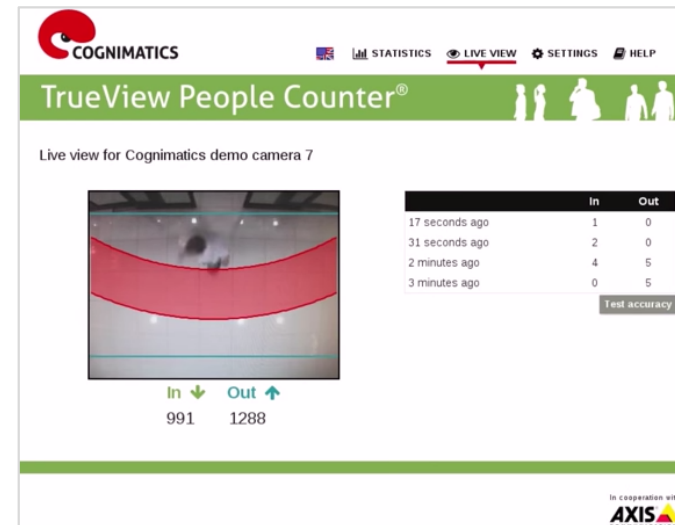 COGNIMATICS
STATISTICS LIVE VIEW SETTINGS HELP
TrueView People Counter®
Live view for Cognimatics demo camera 7
In Out
17 seconds ago 1 0
31 seconds ago 2 0
2 minutes ago 4 5
3 minutes ago 0 5
Test accuracy
In Out
991 1288
In cooperation wit
AXIS